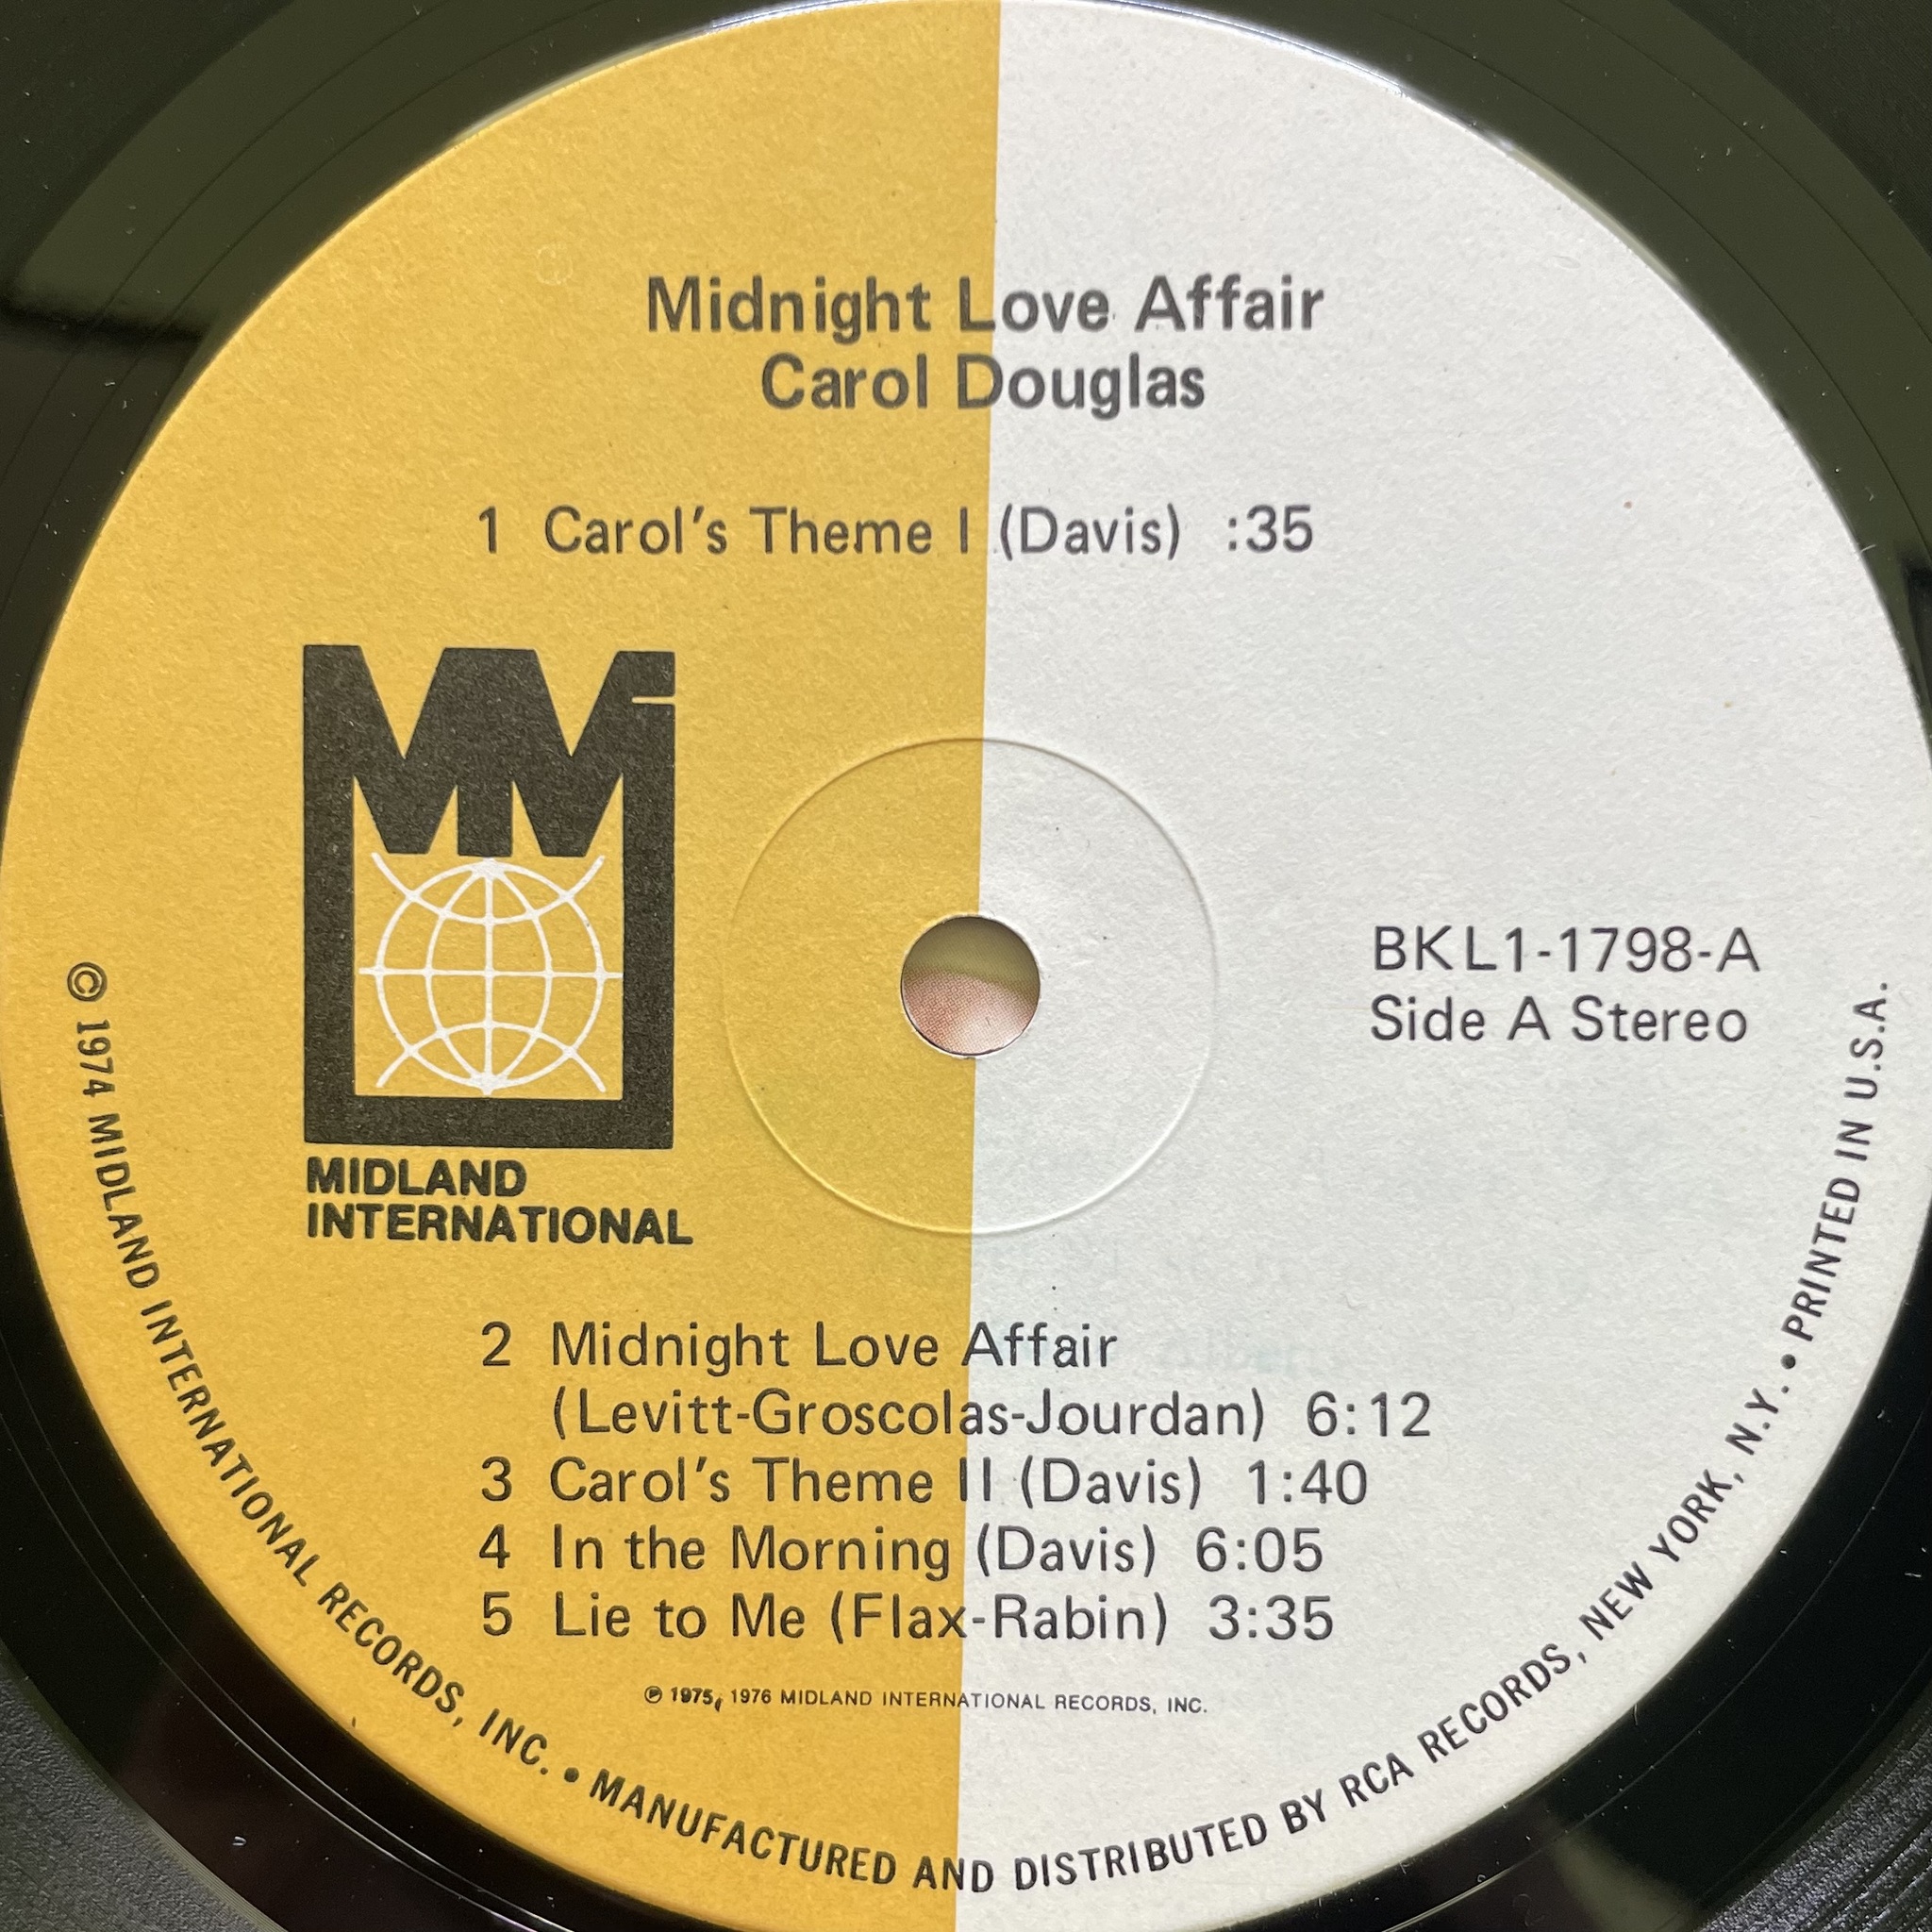 Midnight Love Affair
Carol Douglas
1 Carol's Theme I (Davis) :35
MMI
MIDLAND
INTERNATIONAL
BKL1-1798-A
Side A Stereo
2 Midnight Love Affair
(Levitt-Groscolas-Jourdan) 6:12
3 Carol's Theme II (Davis) 1:40
4 In the Morning (Davis) 6:05
5 Lie to Me (Flax-Rabin) 3:35
℗ 1975, 1976 MIDLAND INTERNATIONAL RECORDS, INC.
© 1974 MIDLAND INTERNATIONAL RECORDS, INC. • MANUFACTURED AND DISTRIBUTED BY RCA RECORDS, NEW YORK, N.Y. • PRINTED IN U.S.A.